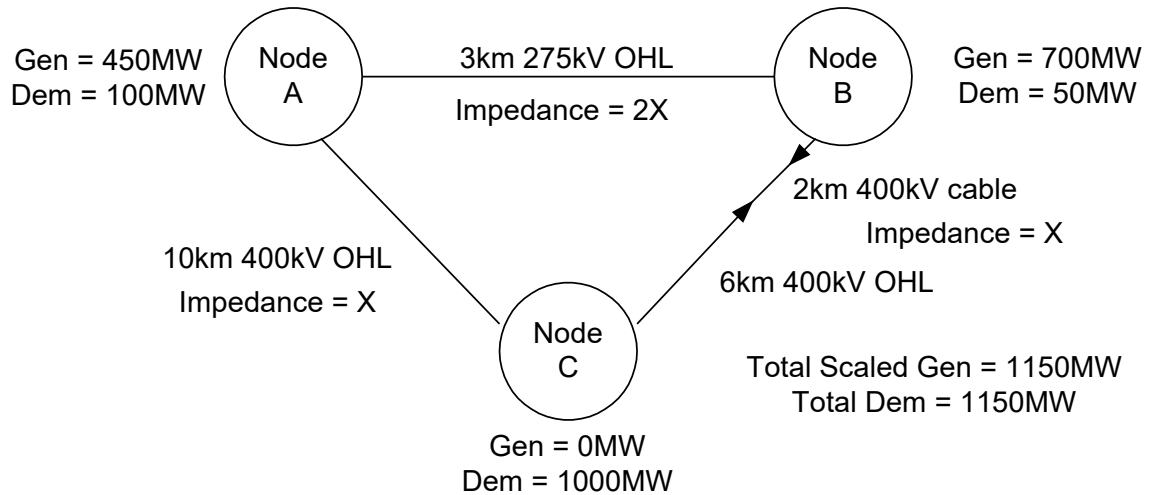 Gen = 450MW
Dem = 100MW
Node
A
3km 275kV OHL
Impedance = 2X
Node
B
Gen = 700MW
Dem = 50MW
2km 400kV cable
Impedance = X
10km 400kV OHL
Impedance = X
6km 400kV OHL
Node
C
Total Scaled Gen = 1150MW
Total Dem = 1150MW
Gen = 0MW
Dem = 1000MW